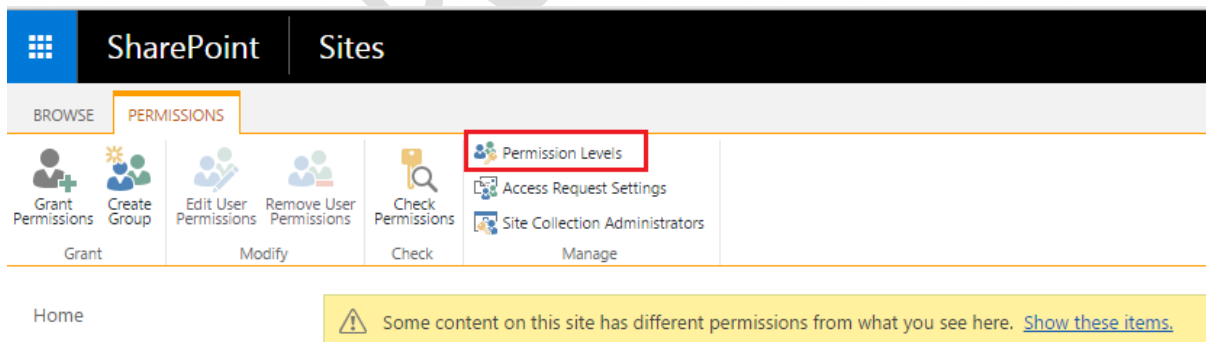 SharePoint Sites
BROWSE PERMISSIONS
Grant Permissions
Create Group
Edit User Permissions
Remove User Permissions
Check Permissions
Permission Levels
Access Request Settings
Site Collection Administrators
Grant Modify Check Manage
Home
Some content on this site has different permissions from what you see here. Show these items.